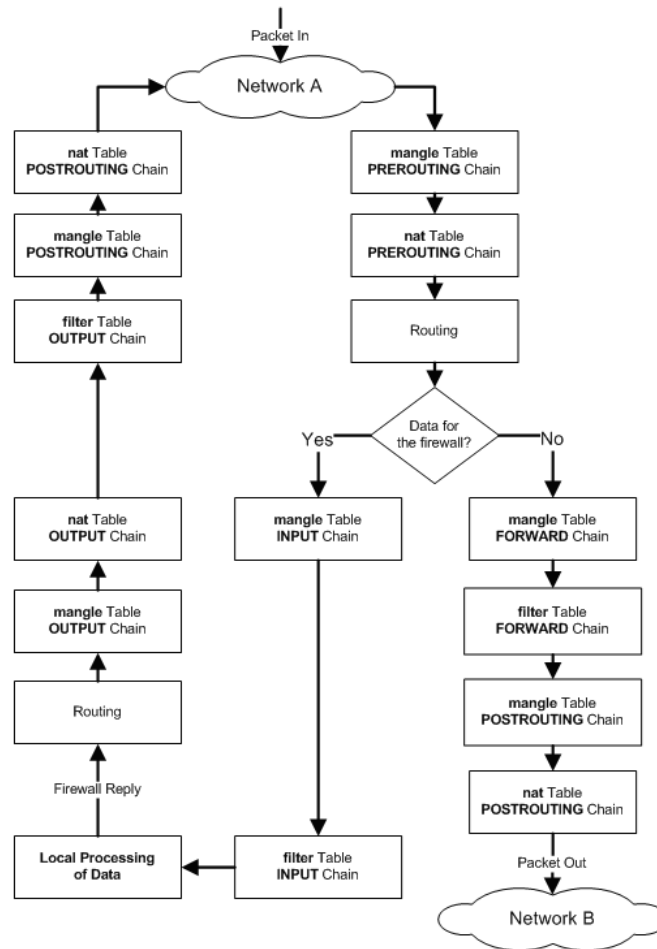 Packet In
Network A
nat Table
POSTROUTING Chain
mangle Table
POSTROUTING Chain
filter Table
OUTPUT Chain
nat Table
OUTPUT Chain
mangle Table
OUTPUT Chain
Routing
Firewall Reply
Local Processing
of Data
mangle Table
PREROUTING Chain
nat Table
PREROUTING Chain
Routing
Data for
the firewall?
Yes
No
mangle Table
INPUT Chain
filter Table
INPUT Chain
mangle Table
FORWARD Chain
filter Table
FORWARD Chain
mangle Table
POSTROUTING Chain
nat Table
POSTROUTING Chain
Packet Out
Network B